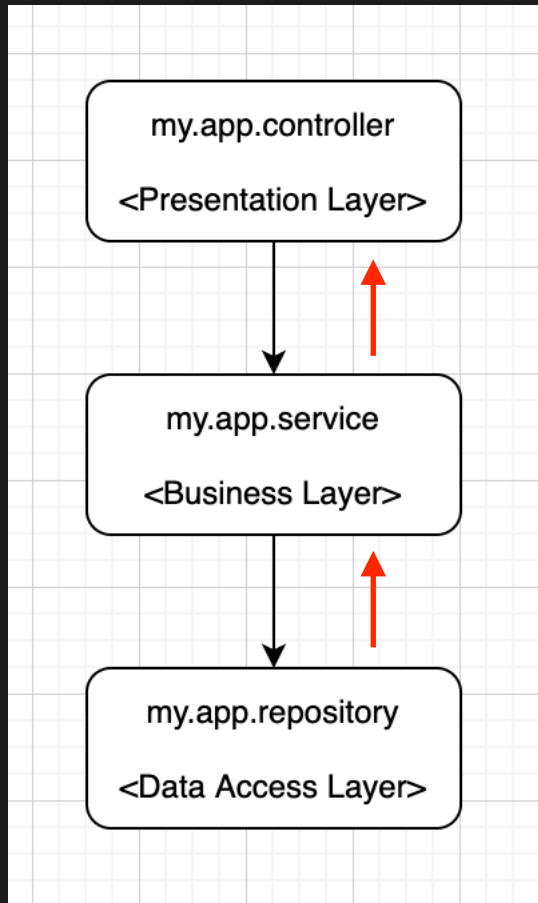 my.app.controller
<Presentation Layer>
my.app.service
<Business Layer>
my.app.repository
<Data Access Layer>